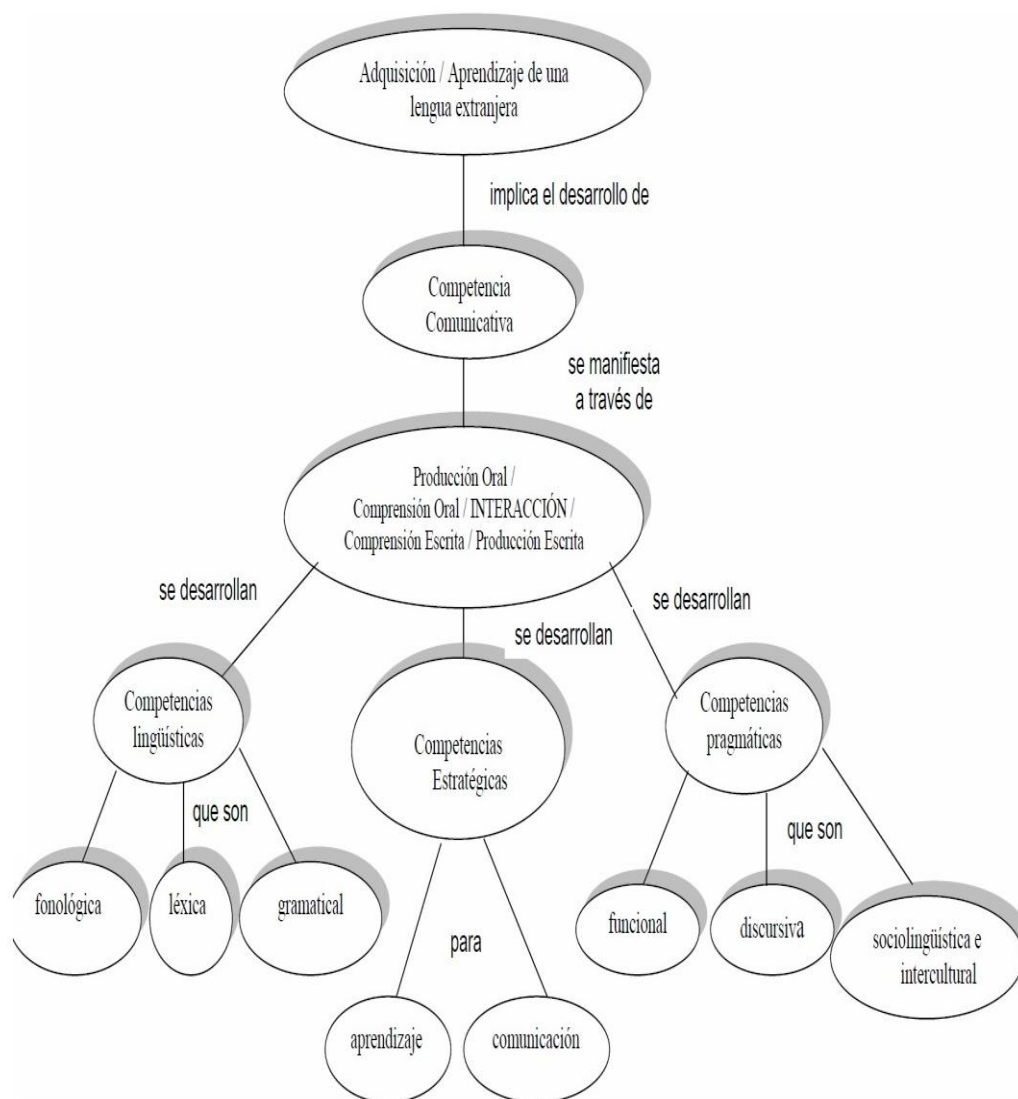 Adquisición / Aprendizaje de una
lengua extranjera
implica el desarrollo de
Competencia
Comunicativa
se manifiesta
a través de
Producción Oral /
Comprensión Oral / INTERACCIÓN /
Comprensión Escrita / Producción Escrita
se desarrollan
se desarrollan
se desarrollan
Competencias
lingüísticas
Competencias
Estratégicas
Competencias
pragmáticas
que son
que son
fonológica
léxica
gramatical
para
funcional
discursiva
sociolingüística e
intercultural
aprendizaje
comunicación